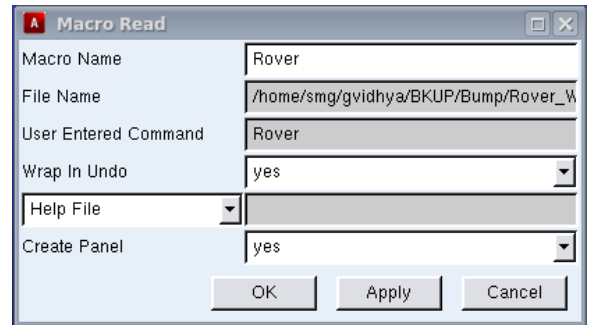 Macro Read
Macro Name Rover
File Name /home/smg/gvidhya/BKUP/Bump/Rover_W
User Entered Command Rover
Wrap In Undo yes
Help File
Create Panel yes
OK Apply Cancel